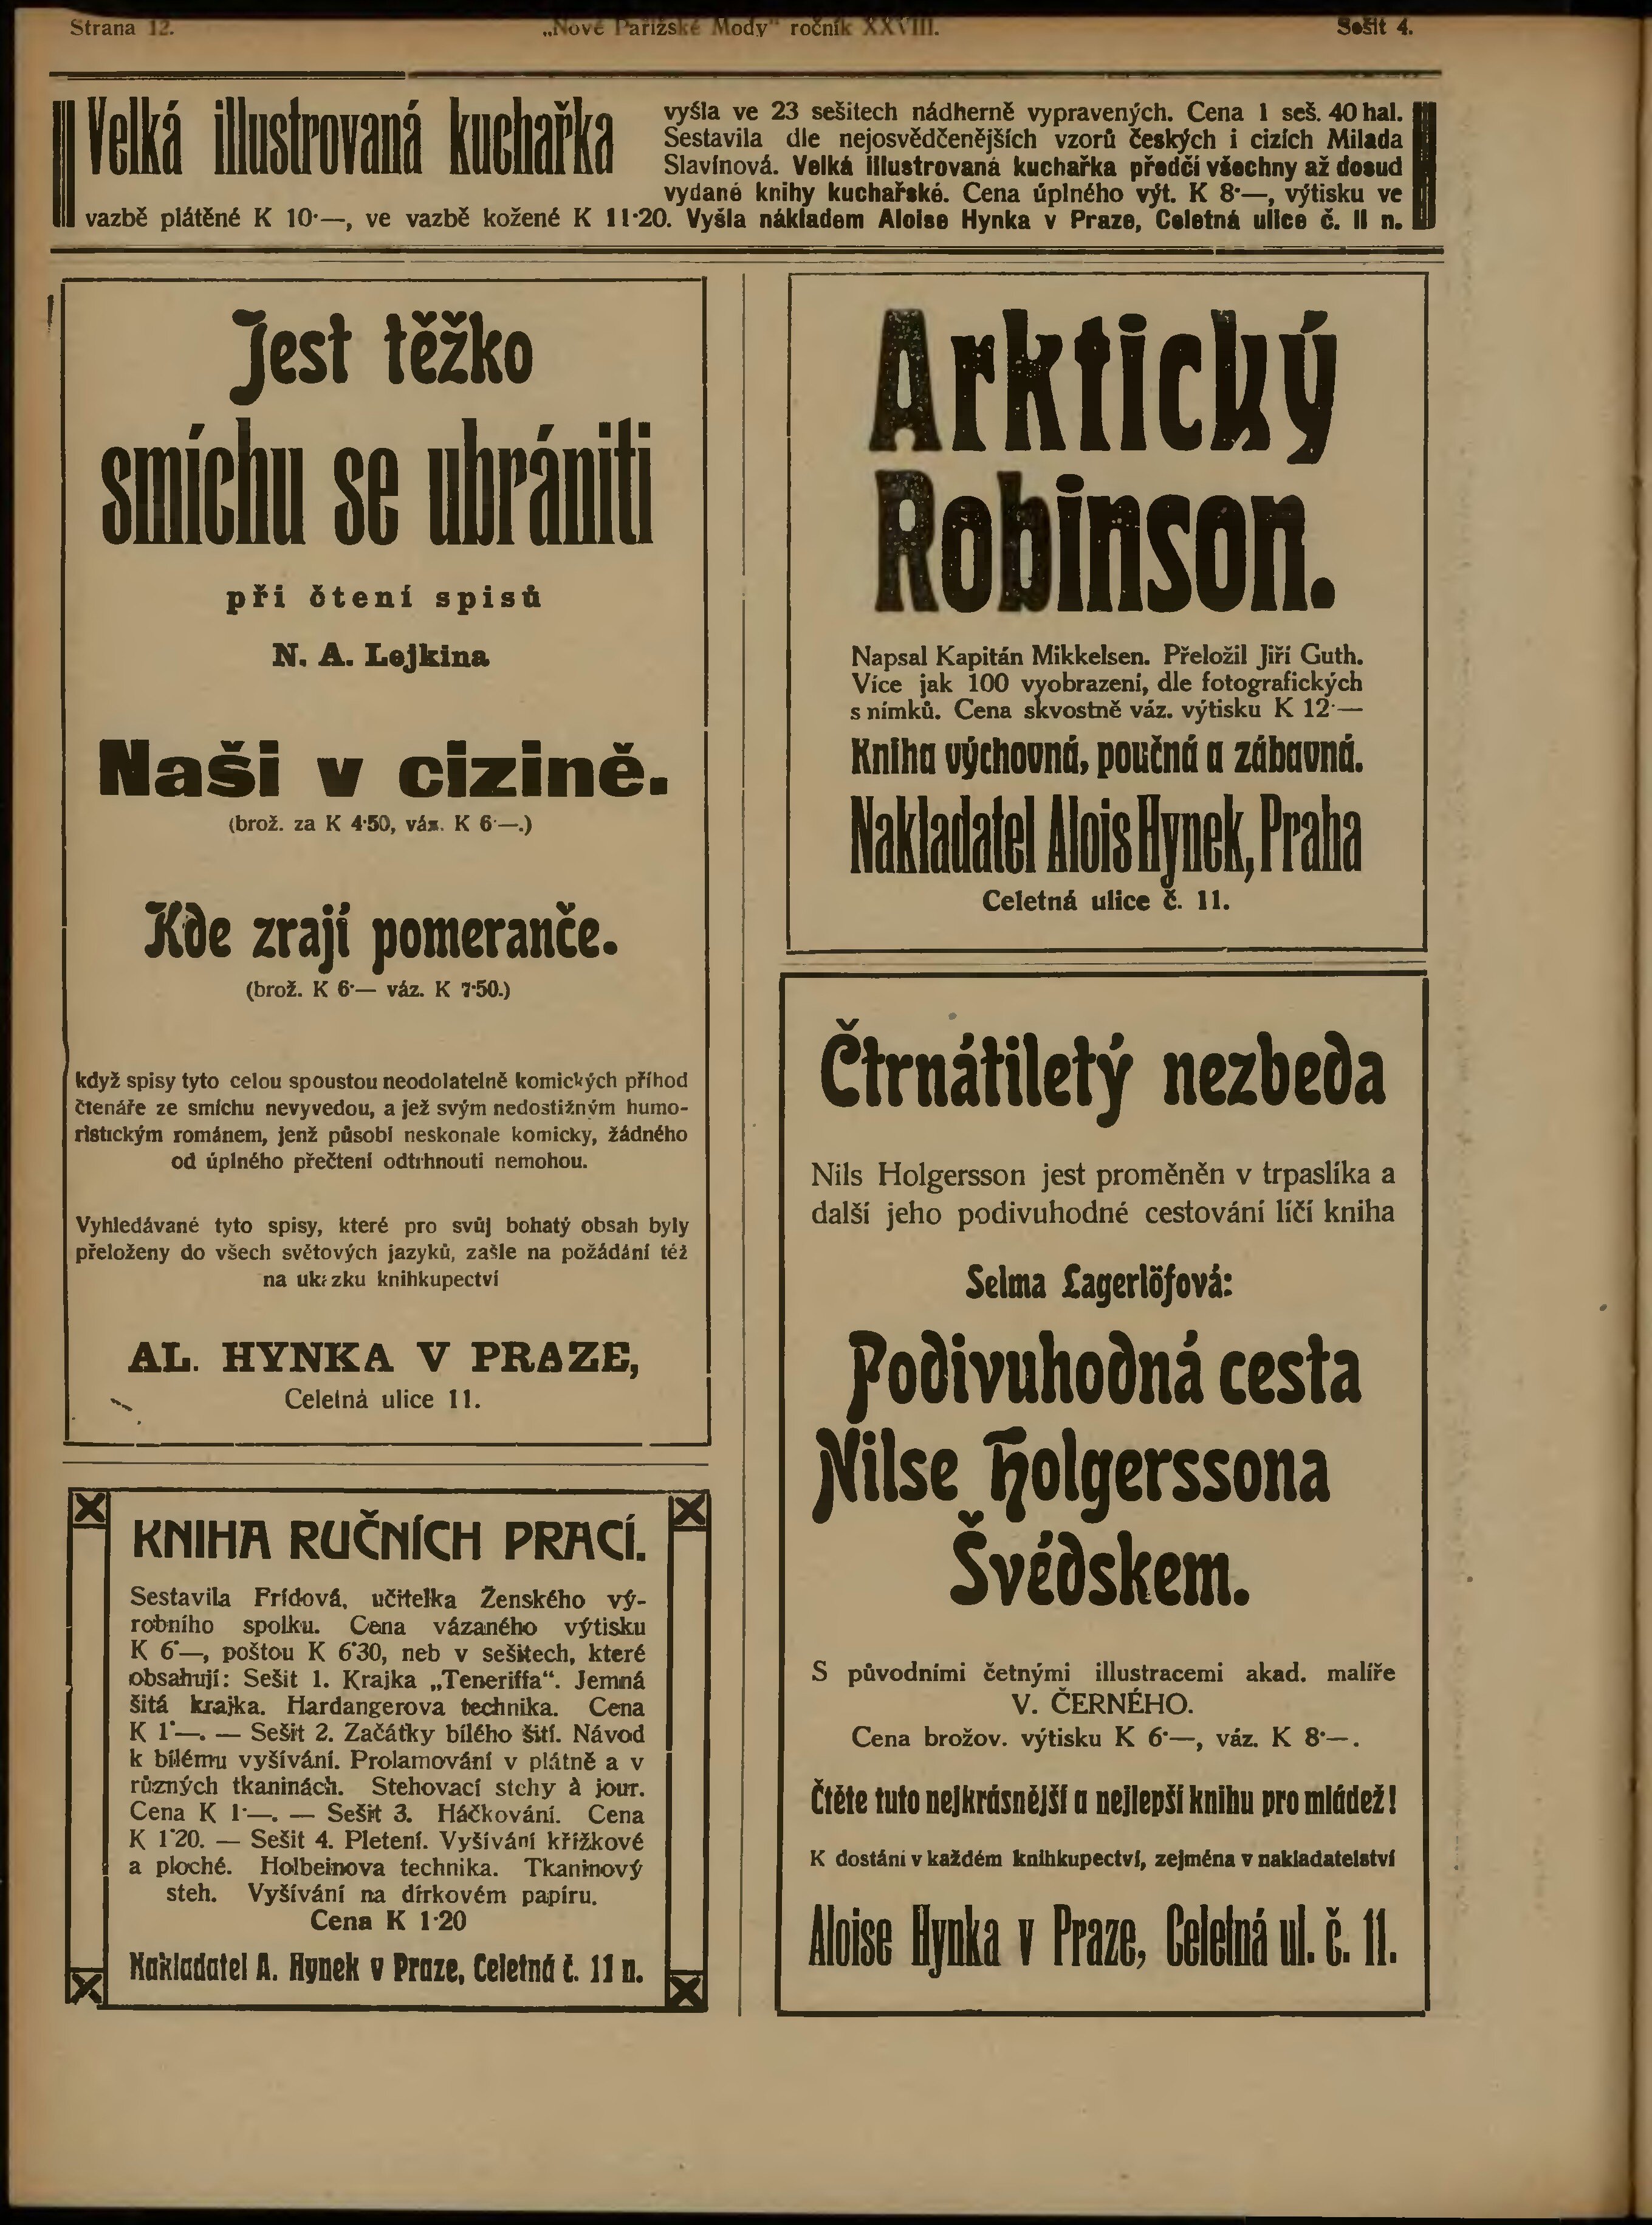 Strana 12.
„Nové Pařížské Mody" ročník XXVIII.
Sešit 4.
Velká illustrovaná kuchařka
vyšla ve 23 sešitech nádherně vypravených. Cena 1 seš. 40 hal.
Sestavila dle nejosvědčenějších vzorů českých i cizích Milada
Slavínová. Velká illustrovaná kuchařka předčí všechny až dosud
vydané knihy kuchařské. Cena úplného výt. K 8·—, výtisku ve
vazbě plátěné K 10·—, ve vazbě kožené K 11·20. Vyšla nákladem Aloise Hynka v Praze, Celetná ulice č. 11 n.
Jest těžko
smíchu se ubrániti
při čtení spisů
N. A. Lejkina
Naši v cizině.
(brož. za K 4·50, váz. K 6·—.)
Kde zrají pomeranče.
(brož. K 6·— váz. K 7·50.)
když spisy tyto celou spoustou neodolatelně komických příhod
čtenáře ze smíchu nevyvedou, a jež svým nedostižným humo-
ristickým románem, jenž působí neskonale komicky, žádného
od úplného přečtení odtrhnouti nemohou.
Vyhledávané tyto spisy, které pro svůj bohatý obsah byly
přeloženy do všech světových jazyků, zašle na požádání též
na ukázku knihkupectví
AL. HYNKA V PRAZE,
Celetná ulice 11.
KNIHA RUČNÍCH PRACÍ.
Sestavila Frídová, učitelka Ženského vý-
robního spolku. Cena vázaného výtisku
K 6·—, poštou K 6·30, neb v sešitech, které
obsahují: Sešit 1. Krajka „Teneriffa“. Jemná
šitá krajka. Hardangerova technika. Cena
K 1·—. — Sešit 2. Začátky bílého šití. Návod
k bílému vyšívání. Prolamování v plátně a v
různých tkaninách. Stehovací stchy à jour.
Cena K 1·—. — Sešit 3. Háčkování. Cena
K 1·20. — Sešit 4. Pletení. Vyšívání křížkové
a ploché. Holbeinova technika. Tkaninový
steh. Vyšívání na dírkovém papíru.
Cena K 1·20
Nakladatel A. Hynek v Praze, Celetná č. 11 n.
Arktický
Robinson.
Napsal Kapitán Mikkelsen. Přeložil Jiří Guth.
Více jak 100 vyobrazení, dle fotografických
snímků. Cena skvostně váz. výtisku K 12·—
Kniha výchovná, poučná a zábavná.
Nakladatel Alois Hynek, Praha
Celetná ulice č. 11.
Čtrnátiletý nezbeda
Nils Holgersson jest proměněn v trpaslíka a
další jeho podivuhodné cestování líčí kniha
Selma Lagerlöfová:
Podivuhodná cesta
Nilse Holgerssona
Švédskem.
S původními četnými illustracemi akad. malíře
V. ČERNÉHO.
Cena brožov. výtisku K 6·—, váz. K 8·—.
Čtěte tuto nejkrásnější a nejlepší knihu pro mládež!
K dostání v každém knihkupectví, zejména v nakladatelství
Aloise Hynka v Praze, Celetná ul. č. 11.